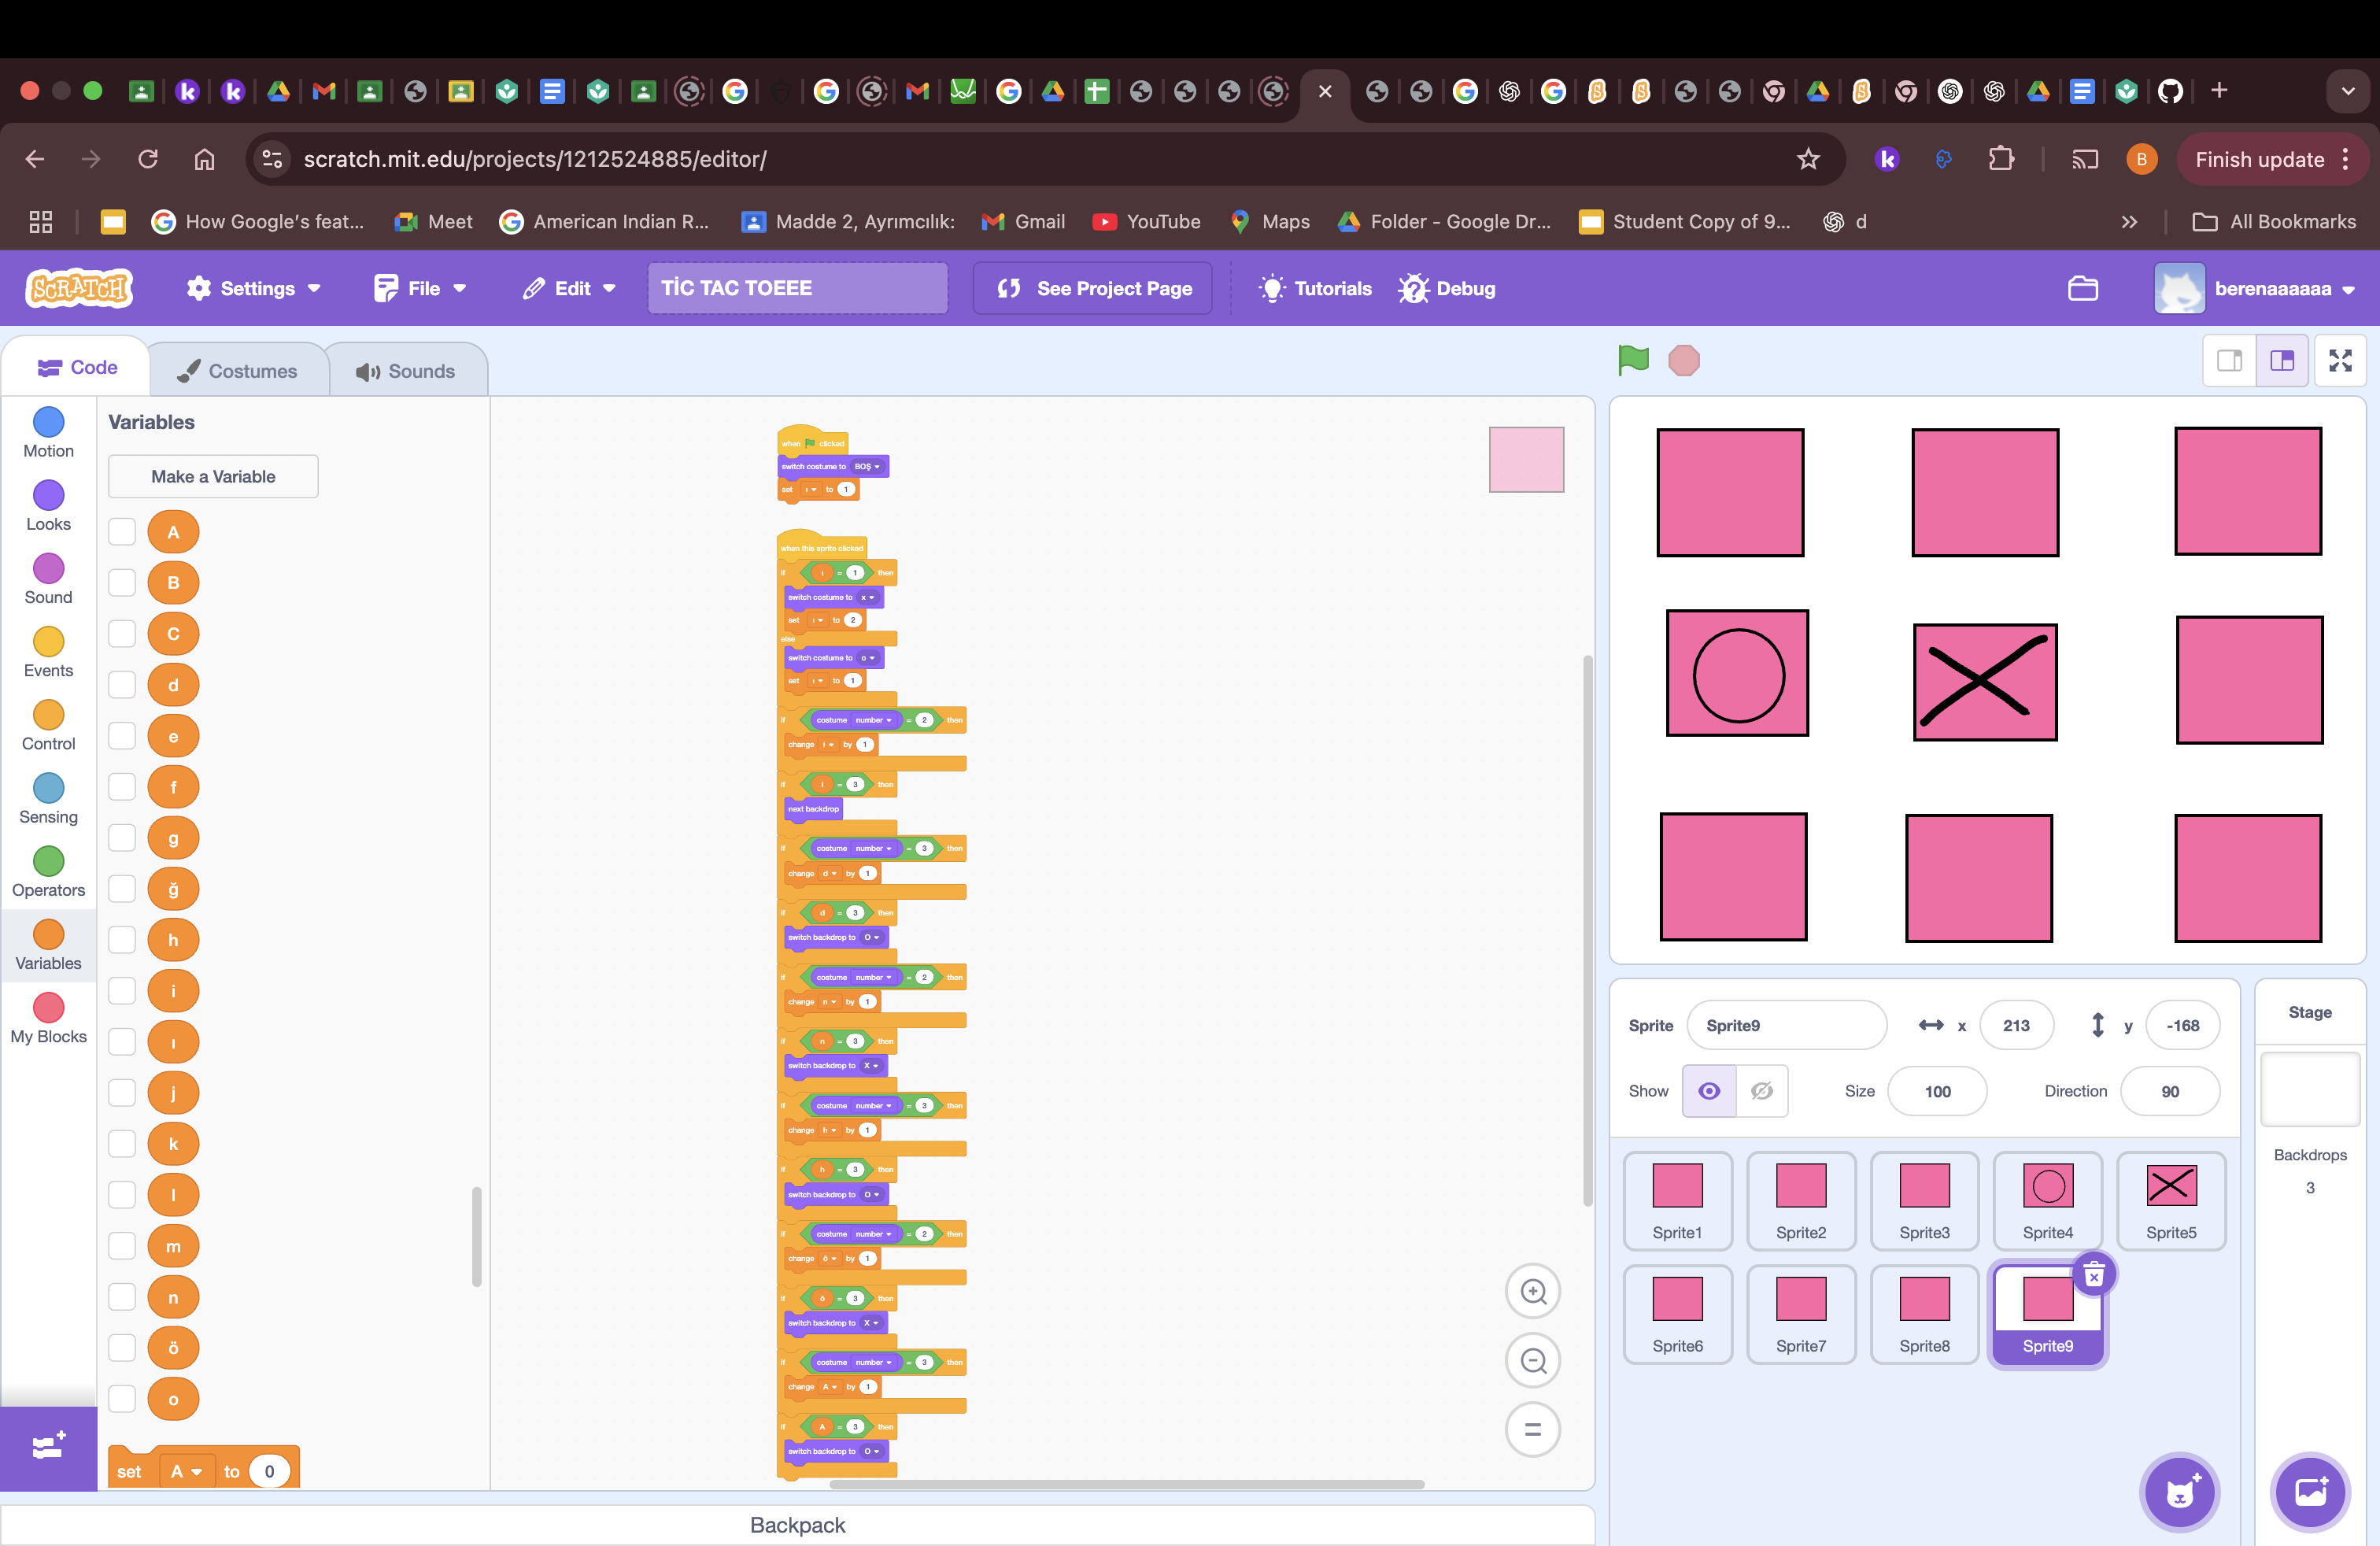 scratch.mit.edu/projects/1212524885/editor/
B
Finish update
How Google's feat...
Meet
American Indian R...
Madde 2, Ayrımcılık:
Gmail
YouTube
Maps
Folder - Google Dr...
Student Copy of 9...
d
All Bookmarks
SCRATCH
Settings
File
Edit
TİC TAC TOEEE
See Project Page
Tutorials
Debug
berenaaaaaa
Code
Costumes
Sounds
Motion
Looks
Sound
Events
Control
Sensing
Operators
Variables
My Blocks
Variables
Make a Variable
A
B
C
d
e
f
g
ğ
h
i
ı
j
k
l
m
n
ö
o
set A to 0
when clicked
switch costume to BOŞ
set ı to 1
when this sprite clicked
if ı = 1 then
switch costume to x
set ı to 2
else
switch costume to o
set ı to 1
if costume number = 2 then
change i by 1
if i = 3 then
next backdrop
if costume number = 3 then
change d by 1
if d = 3 then
switch backdrop to O
if costume number = 2 then
change n by 1
if n = 3 then
switch backdrop to X
if costume number = 3 then
change h by 1
if h = 3 then
switch backdrop to O
if costume number = 2 then
change ö by 1
if ö = 3 then
switch backdrop to X
if costume number = 3 then
change A by 1
if A = 3 then
switch backdrop to O
Backpack
Sprite Sprite9 x 213 y -168
Show Size 100 Direction 90
Sprite1
Sprite2
Sprite3
Sprite4
Sprite5
Sprite6
Sprite7
Sprite8
Sprite9
Stage
Backdrops
3